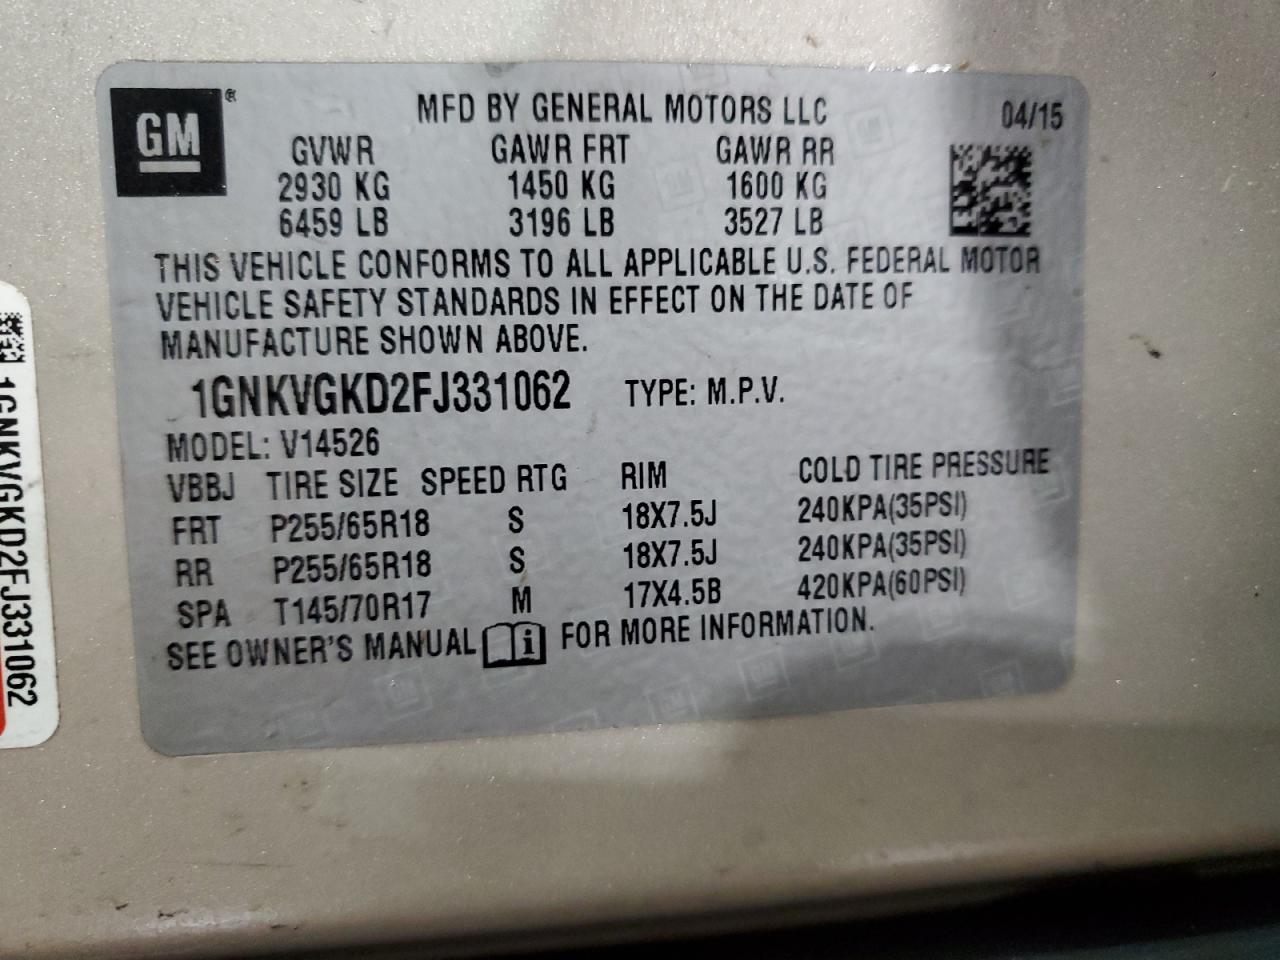 GM ®
MFD BY GENERAL MOTORS LLC 04/15
GVWR GAWR FRT GAWR RR
2930 KG 1450 KG 1600 KG
6459 LB 3196 LB 3527 LB
THIS VEHICLE CONFORMS TO ALL APPLICABLE U.S. FEDERAL MOTOR
VEHICLE SAFETY STANDARDS IN EFFECT ON THE DATE OF
MANUFACTURE SHOWN ABOVE.
1GNKVGKD2FJ331062 TYPE: M.P.V.
MODEL: V14526
VBBJ TIRE SIZE SPEED RTG RIM COLD TIRE PRESSURE
FRT P255/65R18 S 18X7.5J 240KPA(35PSI)
RR P255/65R18 S 18X7.5J 240KPA(35PSI)
SPA T145/70R17 M 17X4.5B 420KPA(60PSI)
SEE OWNER'S MANUAL i FOR MORE INFORMATION.
1GNKVGKD2FJ331062